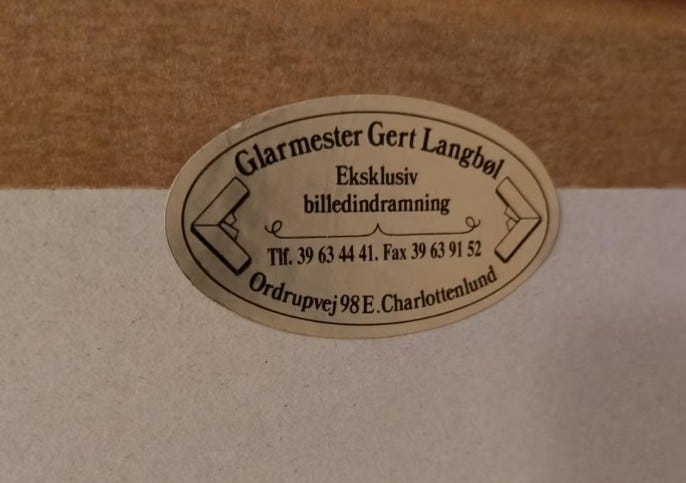 Glarmester Gert Langbøl
Eksklusiv
billedindramning
Tlf. 39 63 44 41. Fax 39 63 91 52
Ordrupvej 98 E. Charlottenlund